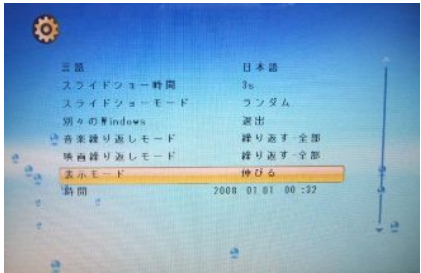 言語 日本語
スライドショー時間 3s
スライドショーモード ランダム
別々のWindows 退出
音楽繰り返しモード 繰り返す-全部
映画繰り返しモード 繰り返す-全部
表示モード 伸びる
時間 2008 01 01 00:32